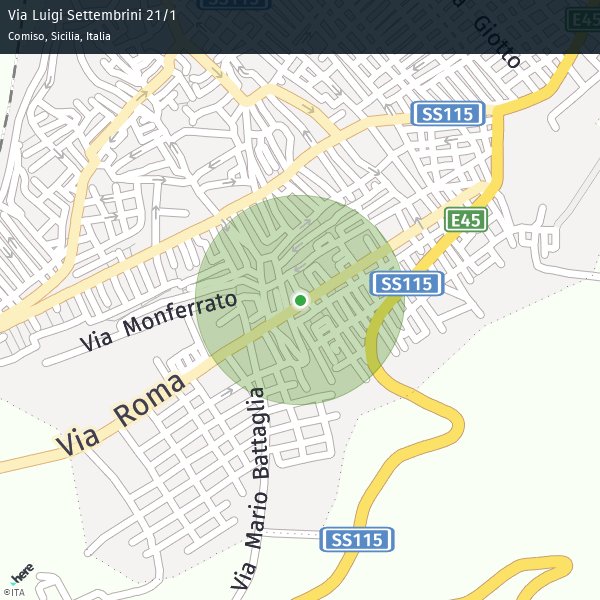 Via Luigi Settembrini 21/1
Comiso, Sicilia, Italia
SS115
Giotto
E45
SS115
E45
SS115
Via Monferrato
Via Roma
Via Mario Battaglia
SS115
here
©ITA